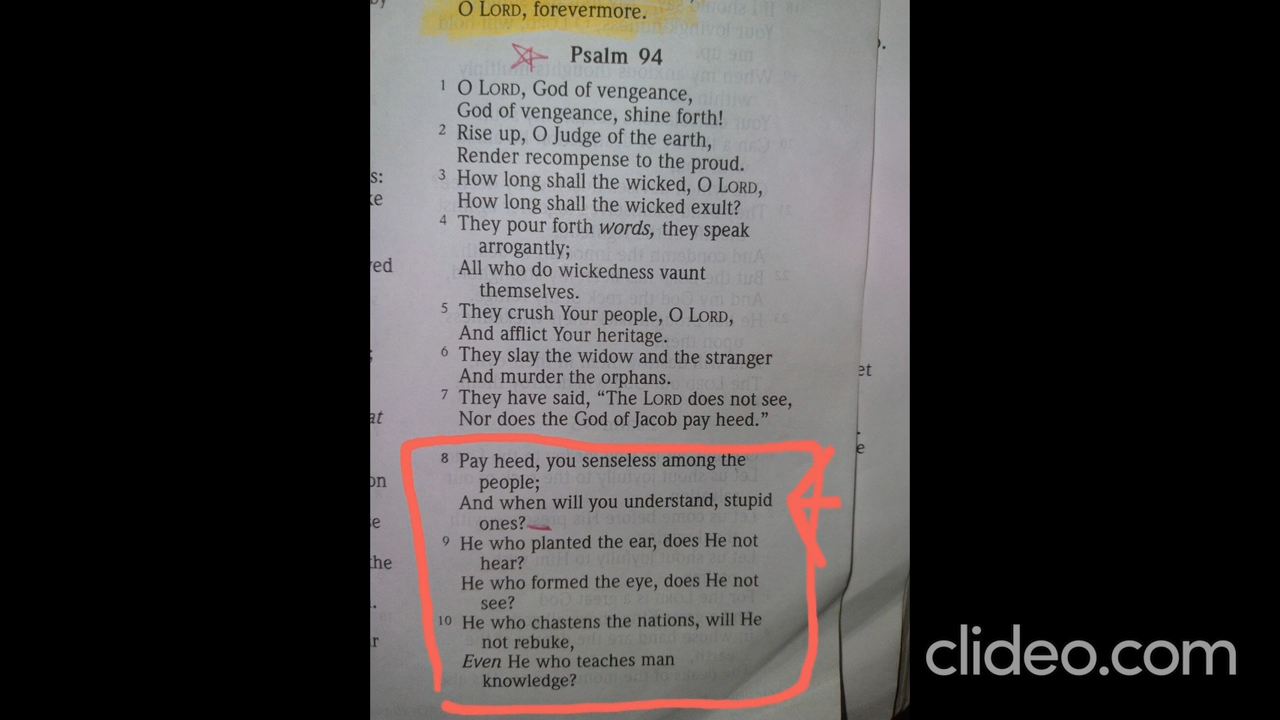 O LORD, forevermore.
Psalm 94
1 O LORD, God of vengeance,
God of vengeance, shine forth!
2 Rise up, O Judge of the earth,
Render recompense to the proud.
3 How long shall the wicked, O LORD,
How long shall the wicked exult?
4 They pour forth words, they speak
arrogantly;
All who do wickedness vaunt
themselves.
5 They crush Your people, O LORD,
And afflict Your heritage.
6 They slay the widow and the stranger
And murder the orphans.
7 They have said, “The LORD does not see,
Nor does the God of Jacob pay heed.”
8 Pay heed, you senseless among the
people;
And when will you understand, stupid
ones?
9 He who planted the ear, does He not
hear?
He who formed the eye, does He not
see?
10 He who chastens the nations, will He
not rebuke,
Even He who teaches man
knowledge?
clideo.com